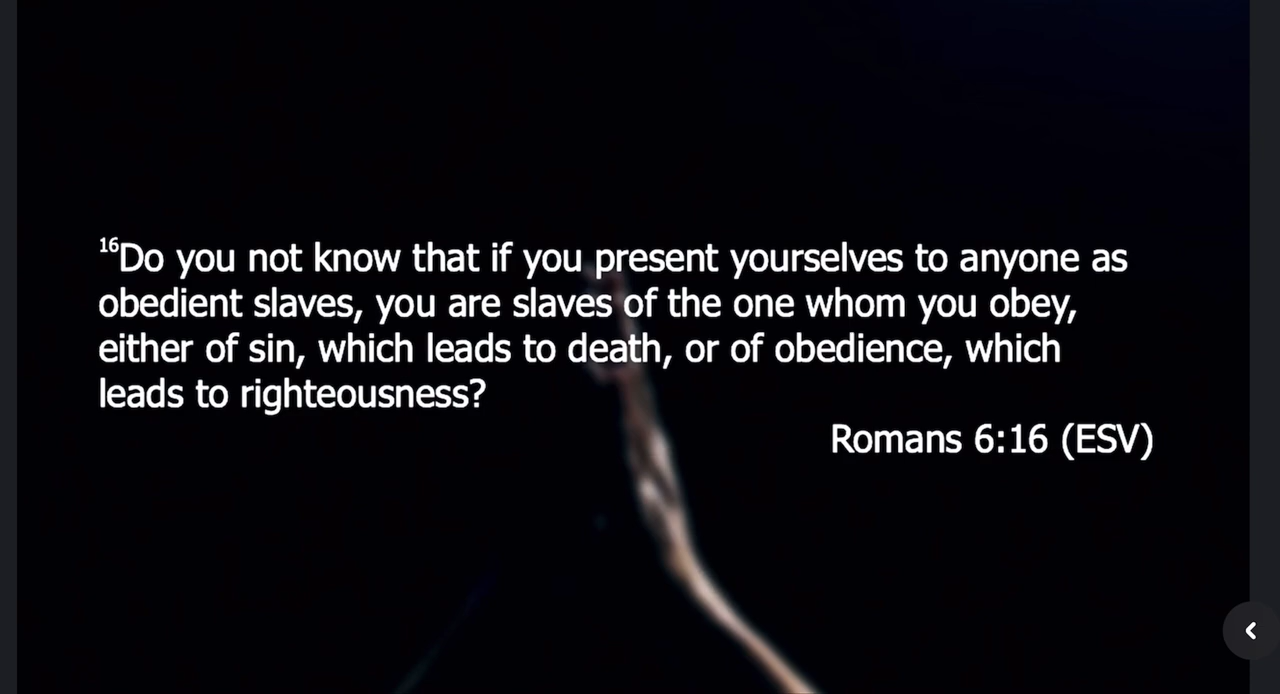 16Do you not know that if you present yourselves to anyone as
obedient slaves, you are slaves of the one whom you obey,
either of sin, which leads to death, or of obedience, which
leads to righteousness?
Romans 6:16 (ESV)